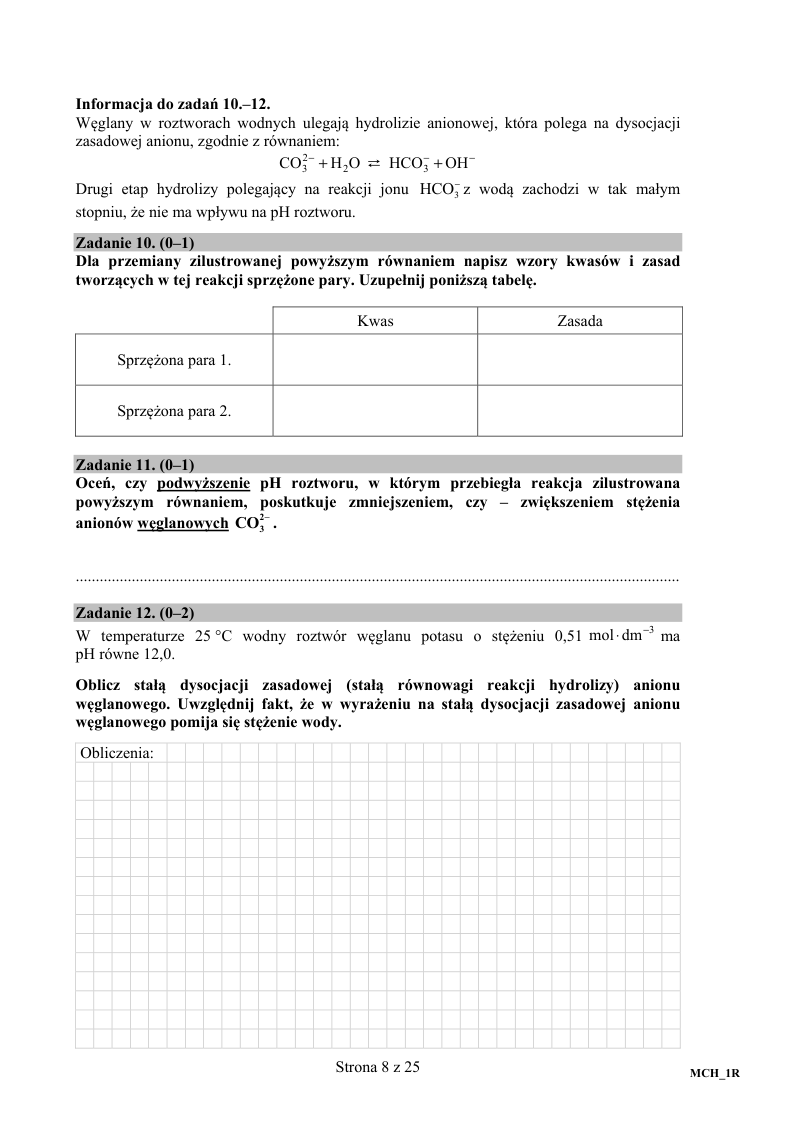 Informacja do zadań 10.–12.
Węglany w roztworach wodnych ulegają hydrolizie anionowej, która polega na dysocjacji
zasadowej anionu, zgodnie z równaniem:
CO₃²⁻ + H₂O ⇄ HCO₃⁻ + OH⁻
Drugi etap hydrolizy polegający na reakcji jonu HCO₃⁻ z wodą zachodzi w tak małym
stopniu, że nie ma wpływu na pH roztworu.
Zadanie 10. (0–1)
Dla przemiany zilustrowanej powyższym równaniem napisz wzory kwasów i zasad
tworzących w tej reakcji sprzężone pary. Uzupełnij poniższą tabelę.
Kwas Zasada
Sprzężona para 1.
Sprzężona para 2.
Zadanie 11. (0–1)
Oceń, czy podwyższenie pH roztworu, w którym przebiegła reakcja zilustrowana
powyższym równaniem, poskutkuje zmniejszeniem, czy – zwiększeniem stężenia
anionów węglanowych CO₃²⁻ .
................................................................................................................................................
Zadanie 12. (0–2)
W temperaturze 25 °C wodny roztwór węglanu potasu o stężeniu 0,51 mol · dm⁻³ ma
pH równe 12,0.
Oblicz stałą dysocjacji zasadowej (stałą równowagi reakcji hydrolizy) anionu
węglanowego. Uwzględnij fakt, że w wyrażeniu na stałą dysocjacji zasadowej anionu
węglanowego pomija się stężenie wody.
Obliczenia:
Strona 8 z 25
MCH_1R